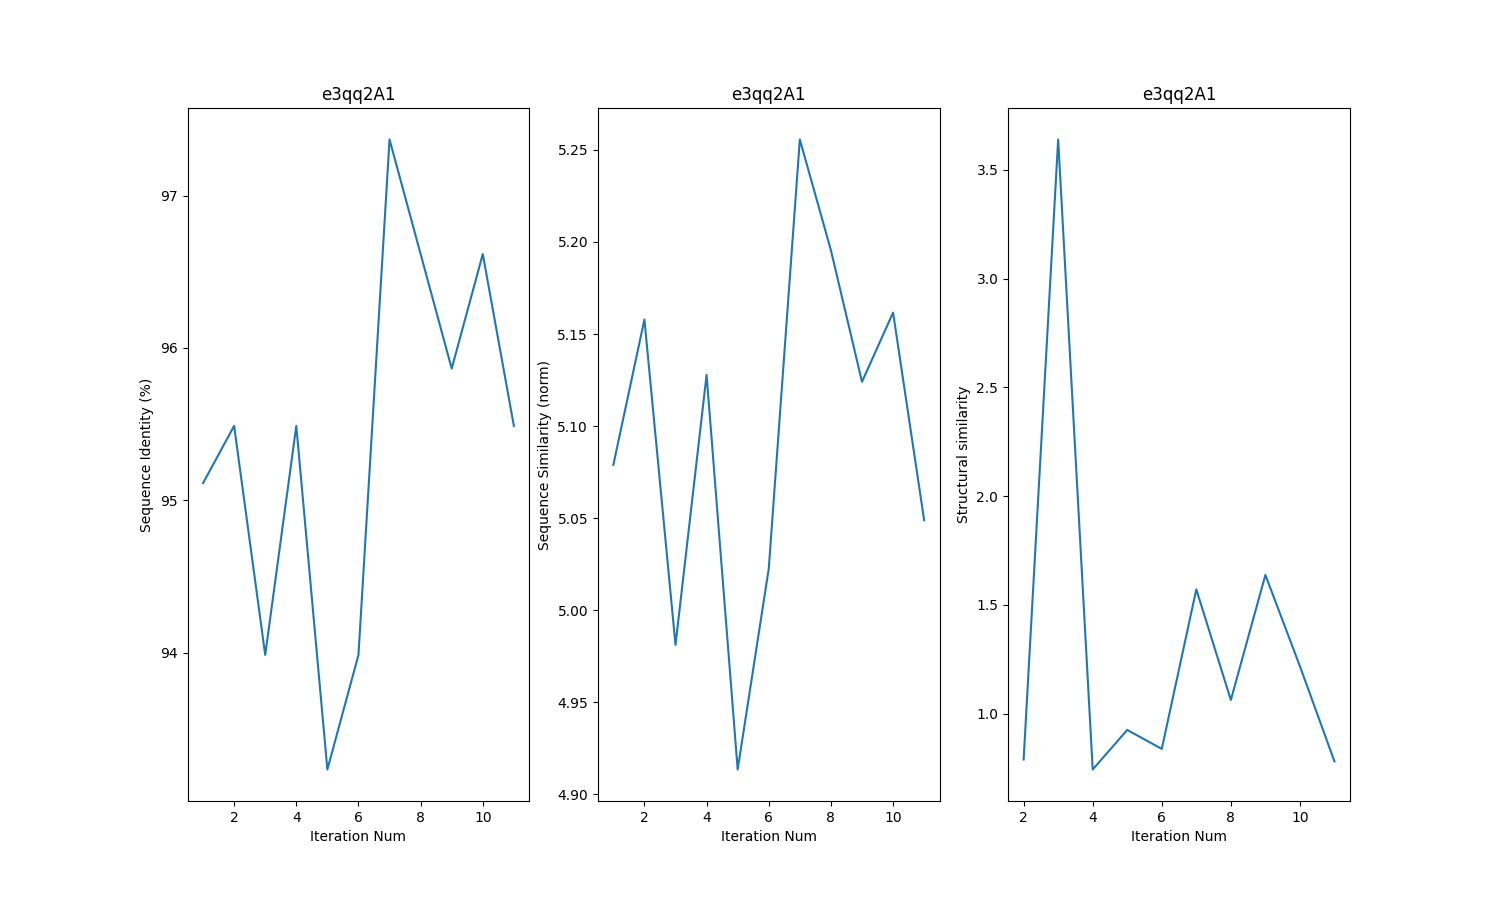 e3qq2A1
97
96
95
94
Sequence Identity (%)
2 4 6 8 10
Iteration Num
e3qq2A1
5.25
5.20
5.15
5.10
5.05
5.00
4.95
4.90
Sequence Similarity (norm)
2 4 6 8 10
Iteration Num
e3qq2A1
3.5
3.0
2.5
2.0
1.5
1.0
Structural similarity
2 4 6 8 10
Iteration Num